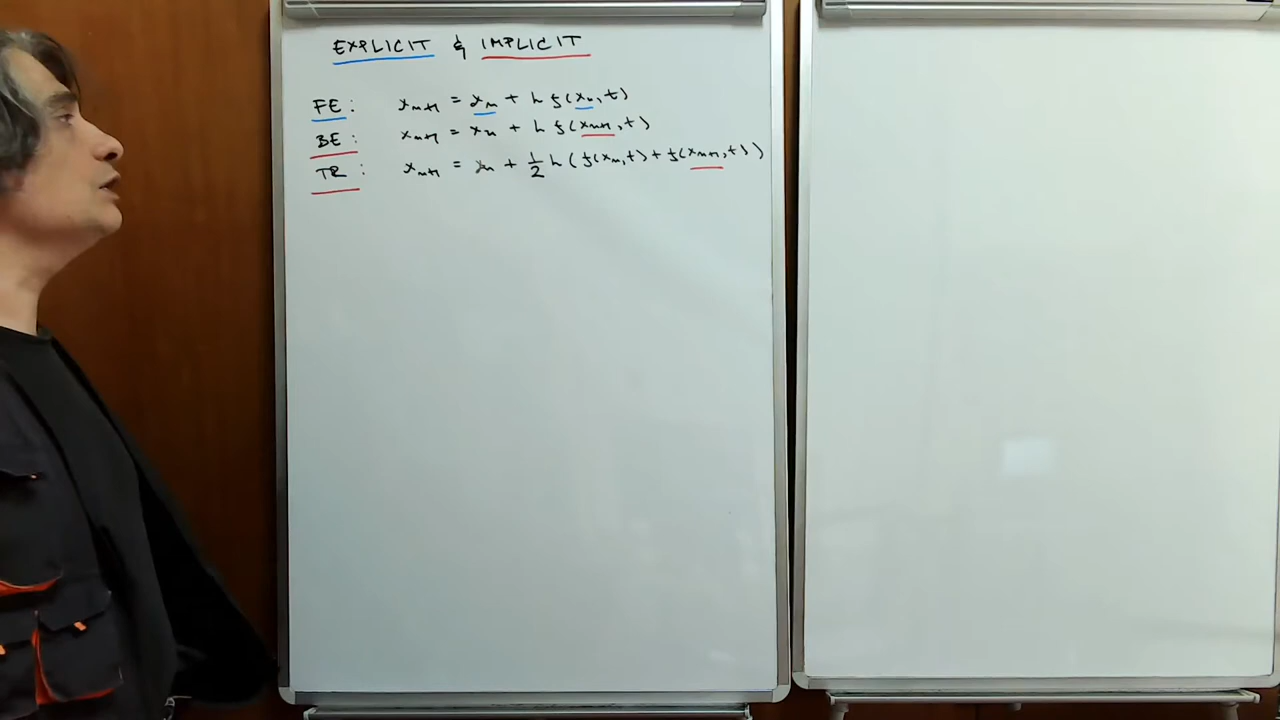 EXPLICIT & IMPLICIT
FE: x_{n+1} = x_n + h f(x_n, t)
BE: x_{n+1} = x_n + h f(x_{n+1}, t)
TR: x_{n+1} = x_n + 1/2 h (f(x_n, t) + f(x_{n+1}, t))